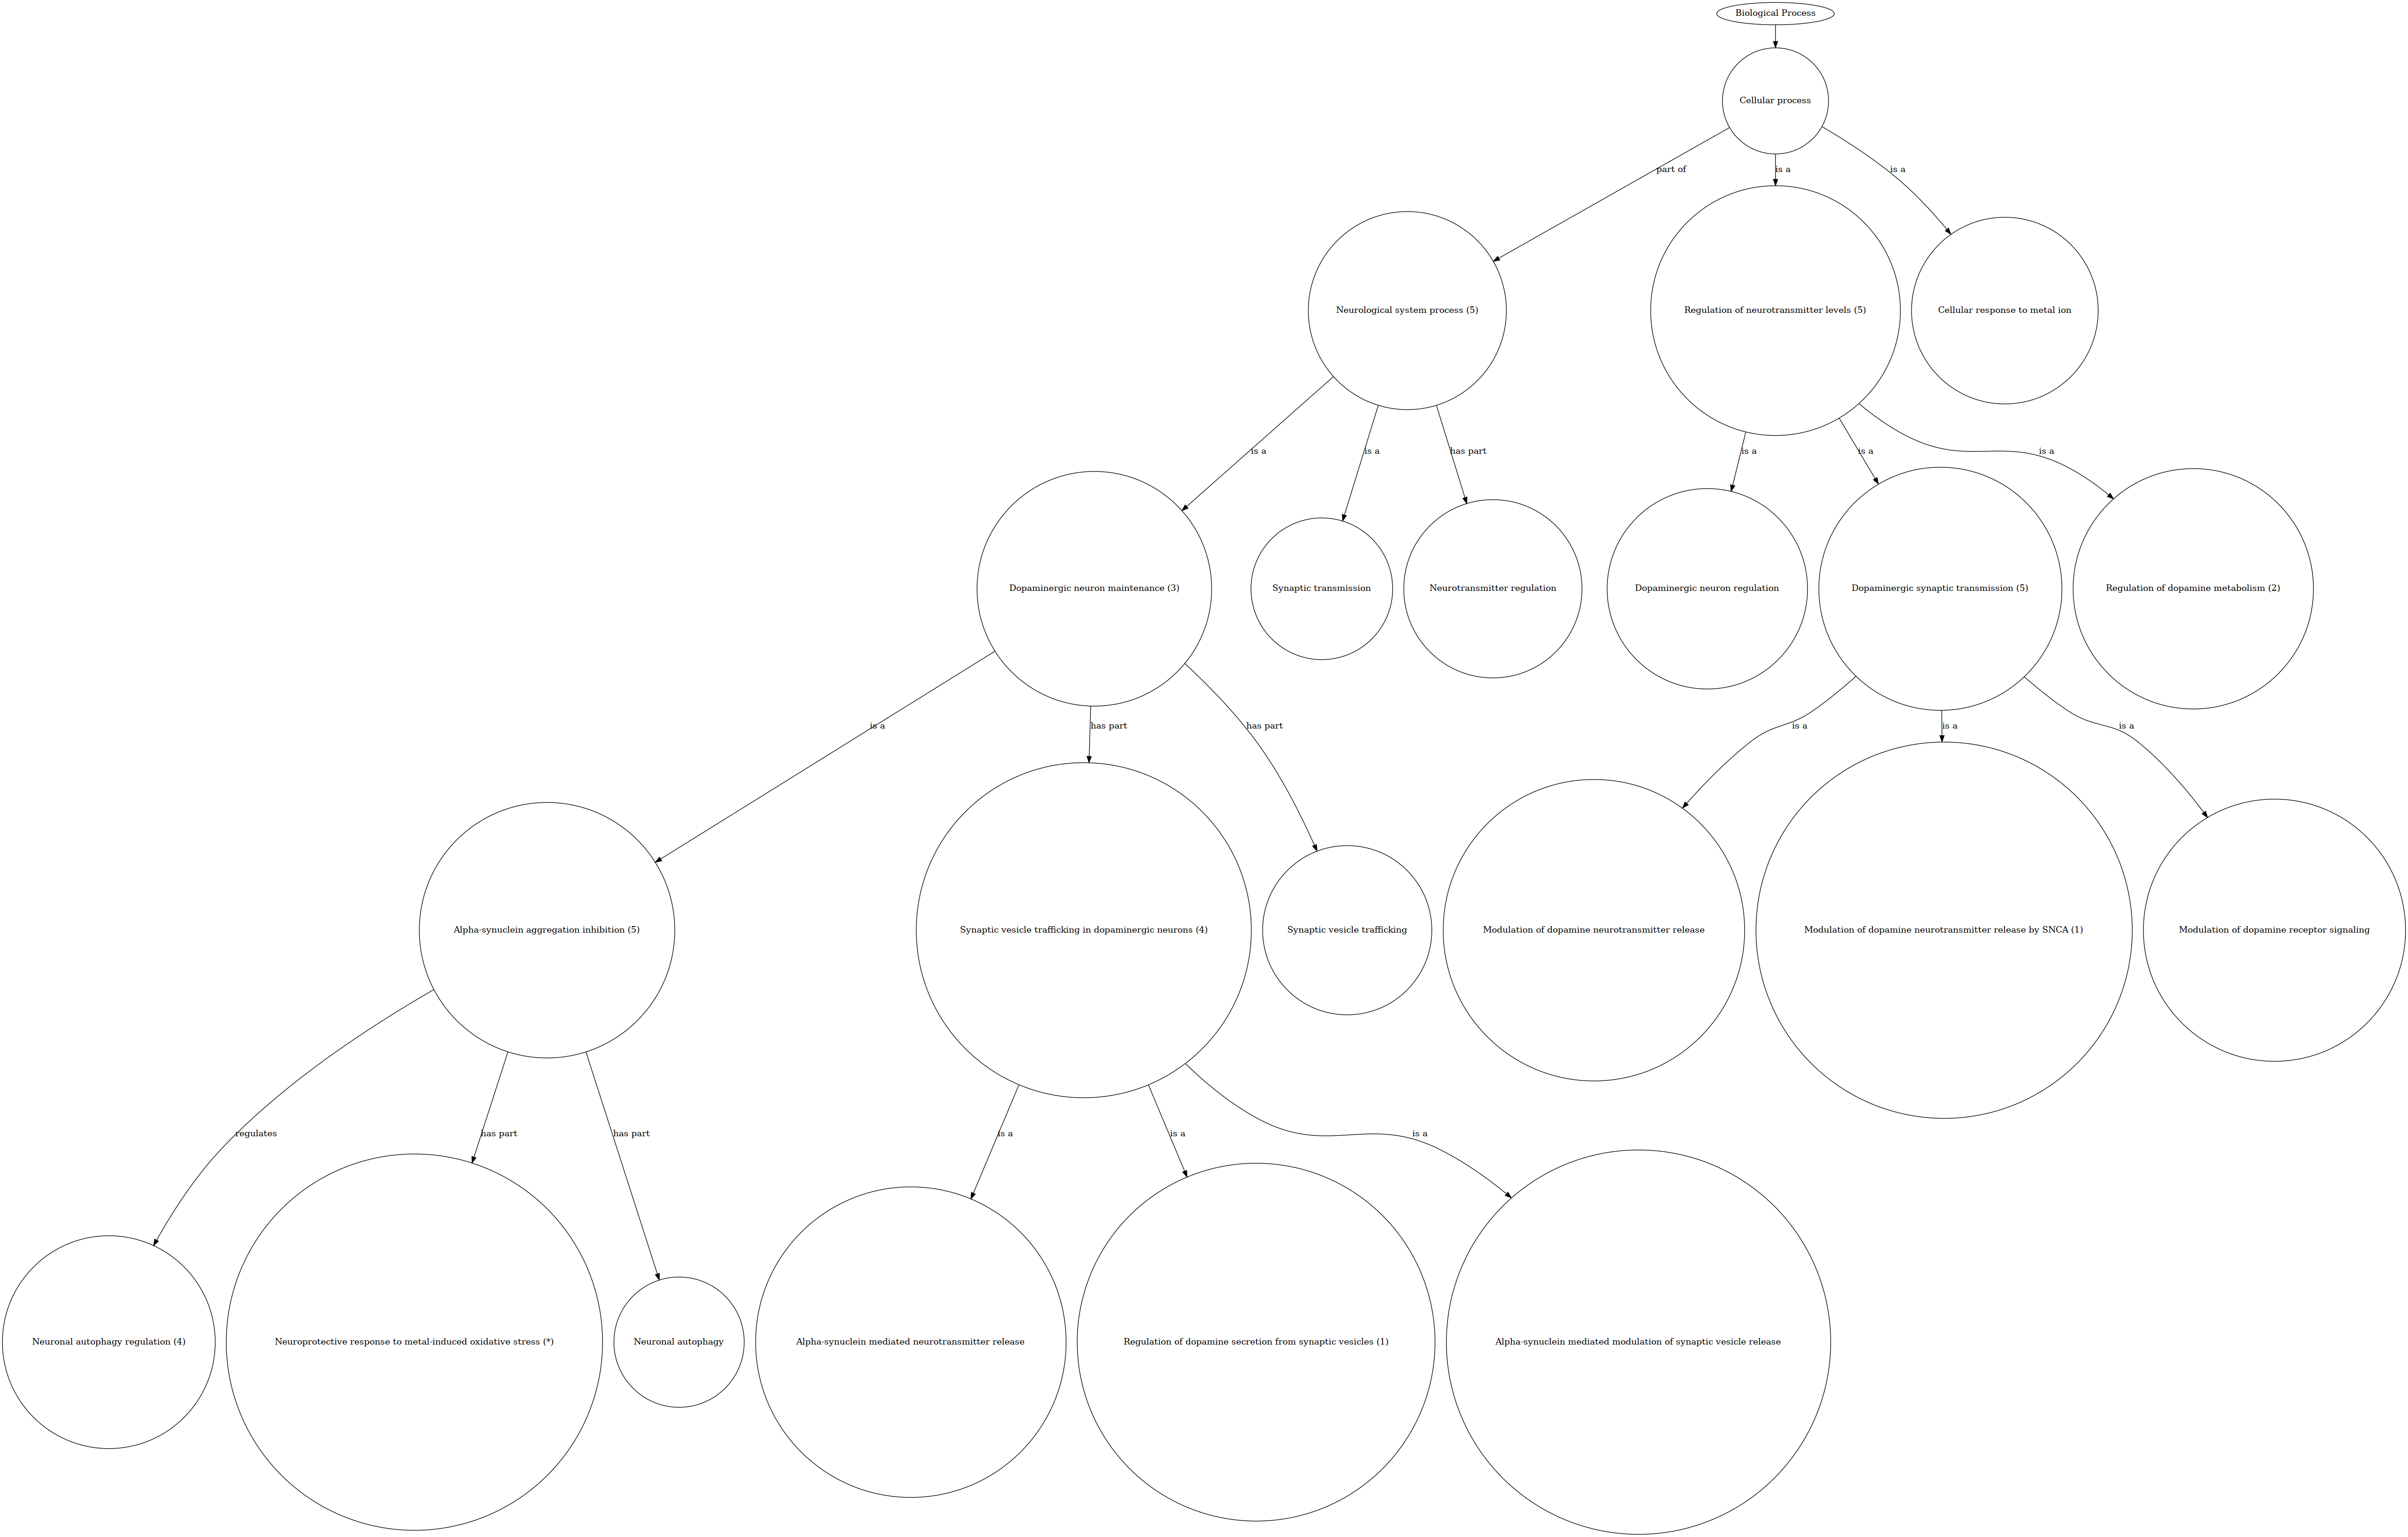 Biological Process
Cellular process
part of
is a
is a
Neurological system process (5)
Regulation of neurotransmitter levels (5)
Cellular response to metal ion
is a
is a
has part
is a
is a
is a
Dopaminergic neuron maintenance (3)
Synaptic transmission
Neurotransmitter regulation
Dopaminergic neuron regulation
Dopaminergic synaptic transmission (5)
Regulation of dopamine metabolism (2)
is a
has part
has part
is a
is a
is a
Alpha-synuclein aggregation inhibition (5)
Synaptic vesicle trafficking in dopaminergic neurons (4)
Synaptic vesicle trafficking
Modulation of dopamine neurotransmitter release
Modulation of dopamine neurotransmitter release by SNCA (1)
Modulation of dopamine receptor signaling
regulates
has part
has part
is a
is a
is a
Neuronal autophagy regulation (4)
Neuroprotective response to metal-induced oxidative stress (*)
Neuronal autophagy
Alpha-synuclein mediated neurotransmitter release
Regulation of dopamine secretion from synaptic vesicles (1)
Alpha-synuclein mediated modulation of synaptic vesicle release